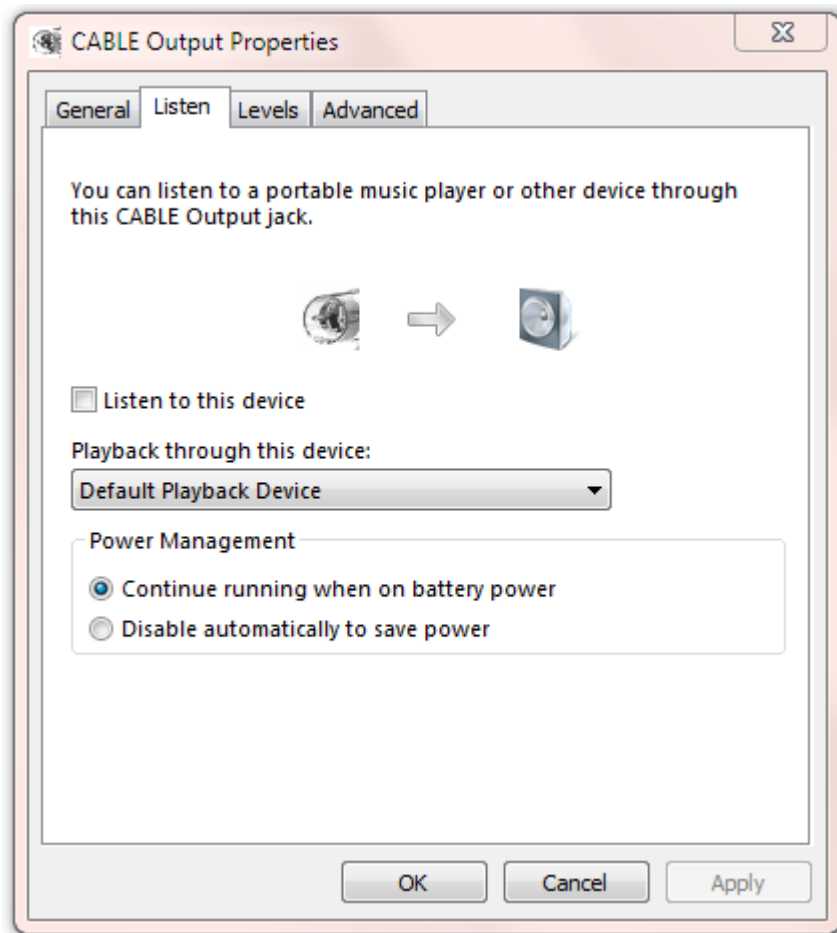 CABLE Output Properties
General Listen Levels Advanced
You can listen to a portable music player or other device through
this CABLE Output jack.
Listen to this device
Playback through this device:
Default Playback Device
Power Management
Continue running when on battery power
Disable automatically to save power
OK Cancel Apply